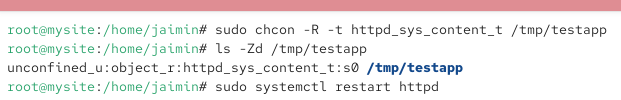 root@mysite:/home/jaimin# sudo chcon -R -t httpd_sys_content_t /tmp/testapp
root@mysite:/home/jaimin# ls -Zd /tmp/testapp
unconfined_u:object_r:httpd_sys_content_t:s0 /tmp/testapp
root@mysite:/home/jaimin# sudo systemctl restart httpd